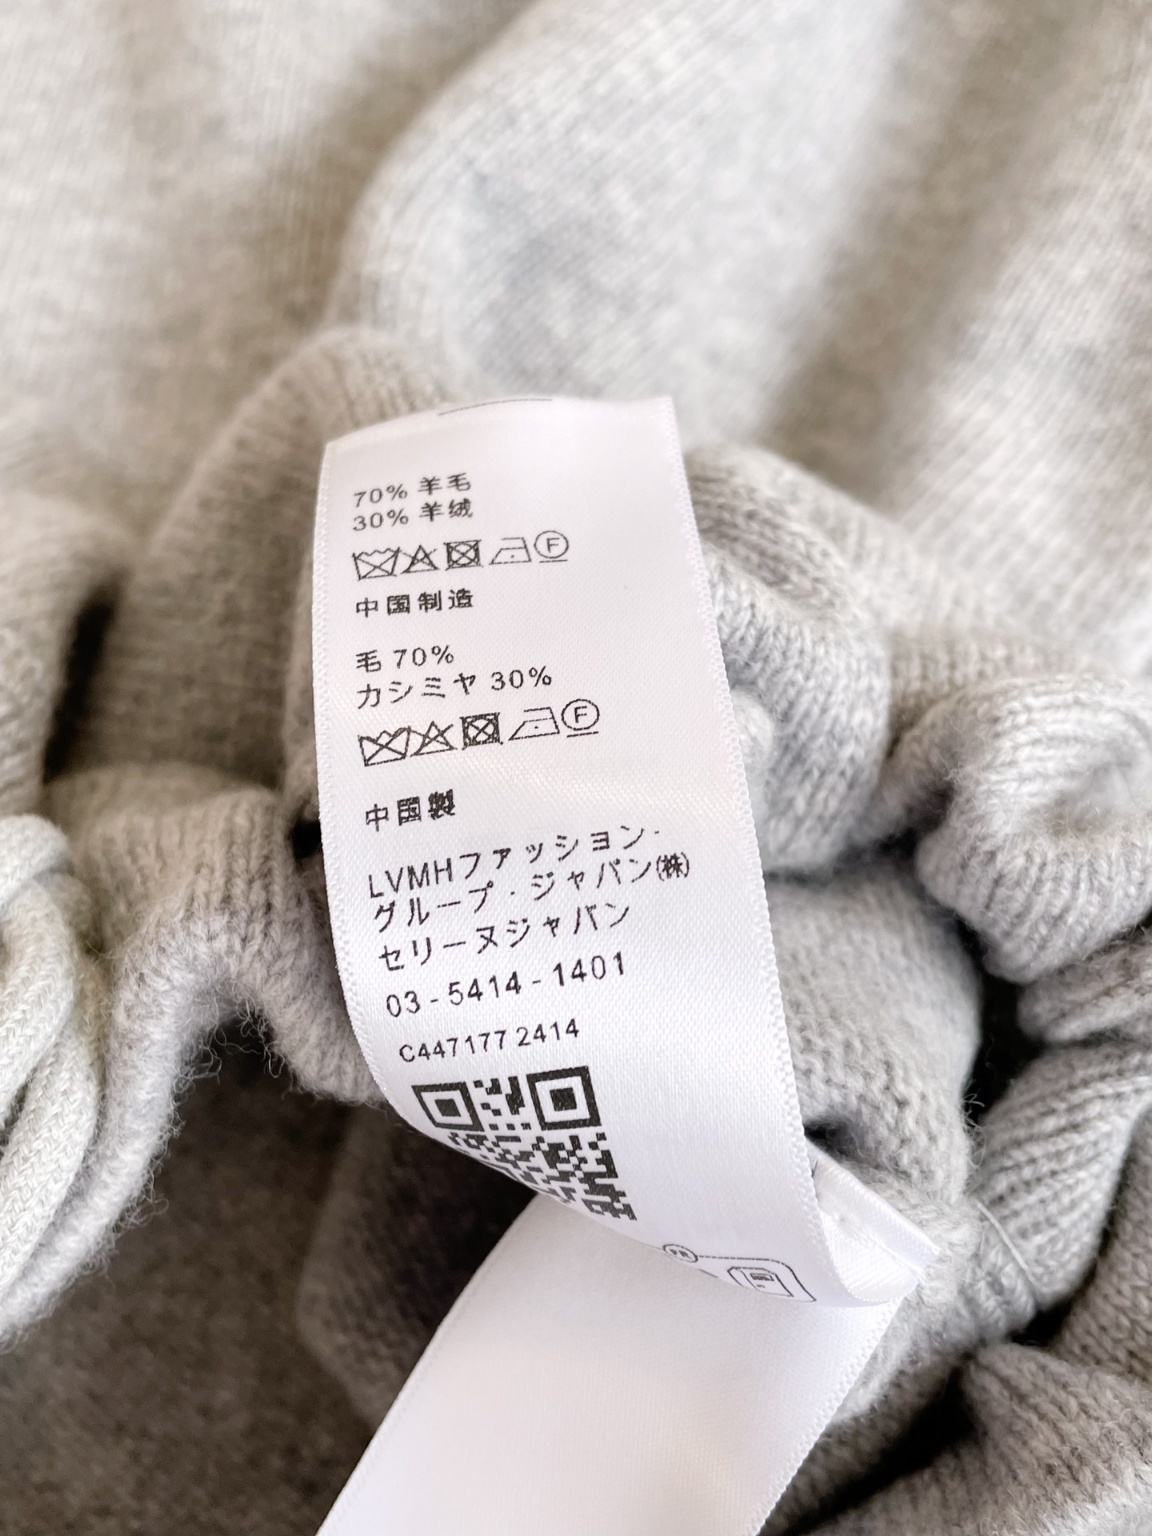 70% 羊毛
30% 羊绒
F
中国制造
毛 70%
カシミヤ 30%
F
中国製
LVMHファッション・
グループ・ジャパン㈱
セリーヌジャパン
03-5414-1401
C447177 2414
FR